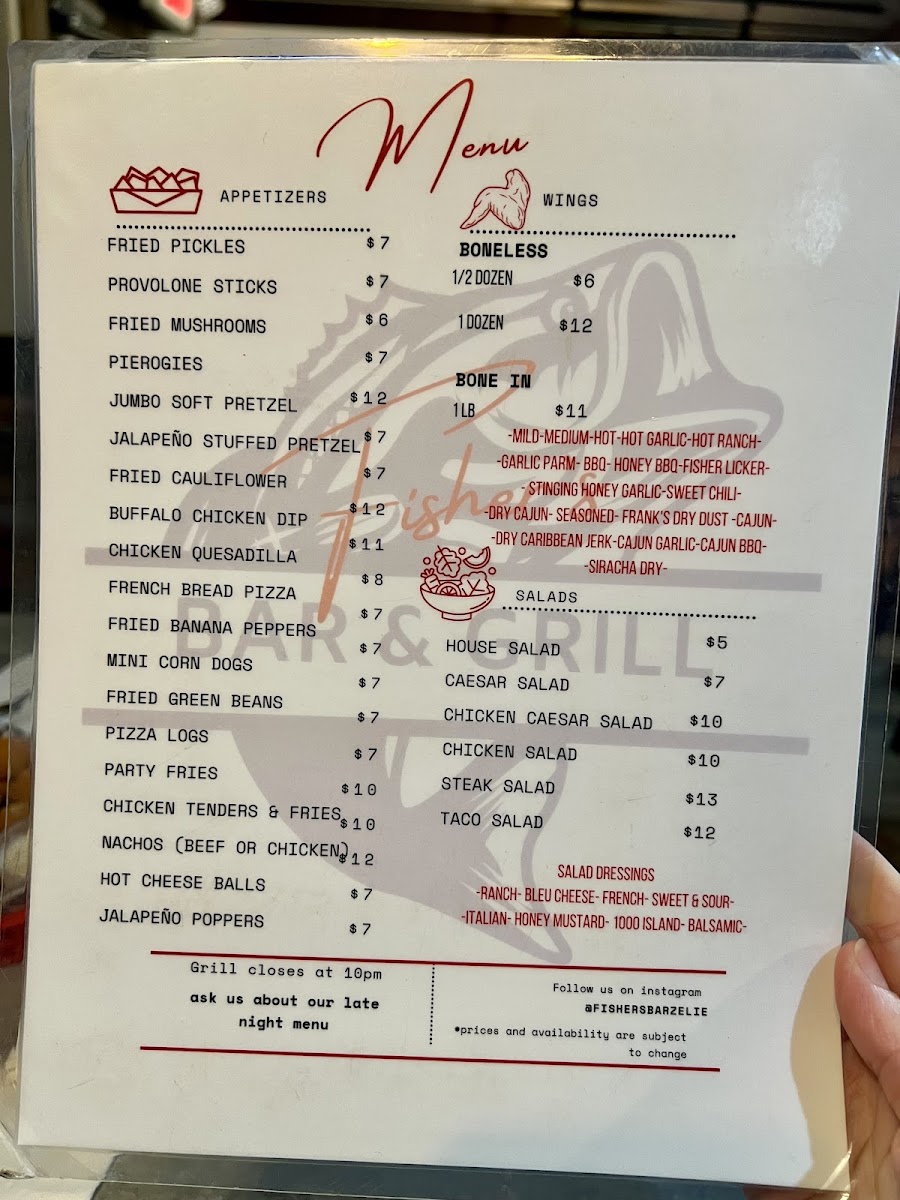 Menu
APPETIZERS
FRIED PICKLES $7
PROVOLONE STICKS $7
FRIED MUSHROOMS $6
PIEROGIES $7
JUMBO SOFT PRETZEL $12
JALAPEÑO STUFFED PRETZEL $7
FRIED CAULIFLOWER $7
BUFFALO CHICKEN DIP $12
CHICKEN QUESADILLA $11
FRENCH BREAD PIZZA $8
FRIED BANANA PEPPERS $7
MINI CORN DOGS $7
FRIED GREEN BEANS $7
PIZZA LOGS $7
PARTY FRIES $7
CHICKEN TENDERS & FRIES $10
NACHOS (BEEF OR CHICKEN) $10
HOT CHEESE BALLS $12
JALAPEÑO POPPERS $7
$7
WINGS
BONELESS
1/2 DOZEN $6
1 DOZEN $12
BONE IN
1 LB $11
-MILD-MEDIUM-HOT-HOT GARLIC-HOT RANCH-
-GARLIC PARM- BBQ- HONEY BBQ-FISHER LICKER-
- STINGING HONEY GARLIC-SWEET CHILI-
-DRY CAJUN- SEASONED- FRANK'S DRY DUST -CAJUN-
-DRY CARIBBEAN JERK-CAJUN GARLIC-CAJUN BBQ-
-SIRACHA DRY-
SALADS
HOUSE SALAD $5
CAESAR SALAD $7
CHICKEN CAESAR SALAD $10
CHICKEN SALAD $10
STEAK SALAD $13
TACO SALAD $12
SALAD DRESSINGS
-RANCH- BLEU CHEESE- FRENCH- SWEET & SOUR-
-ITALIAN- HONEY MUSTARD- 1000 ISLAND- BALSAMIC-
Fisher's
BAR & GRILL
Grill closes at 10pm
ask us about our late
night menu
Follow us on instagram
@FISHERSBARZELIE
*prices and availability are subject
to change